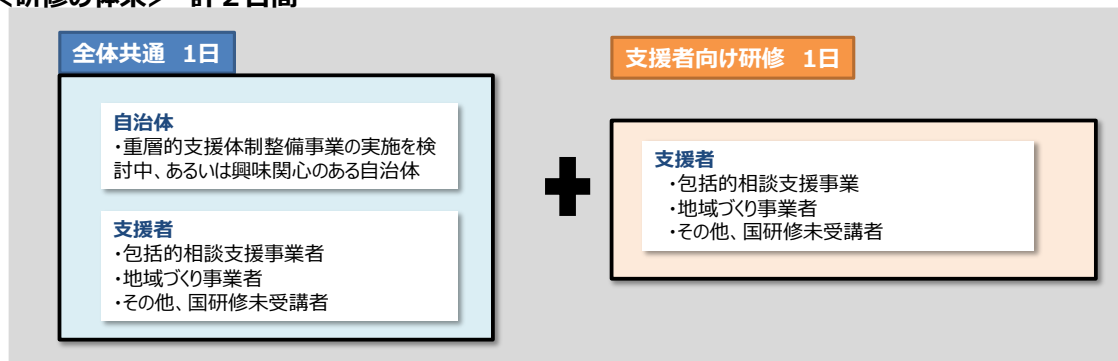 ＜研修の体系＞ 計２日間
全体共通 1日
自治体
・重層的支援体制整備事業の実施を検
討中、あるいは興味関心のある自治体
支援者
・包括的相談支援事業者
・地域づくり事業者
・その他、国研修未受講者
支援者向け研修 1日
支援者
・包括的相談支援事業
・地域づくり事業者
・その他、国研修未受講者